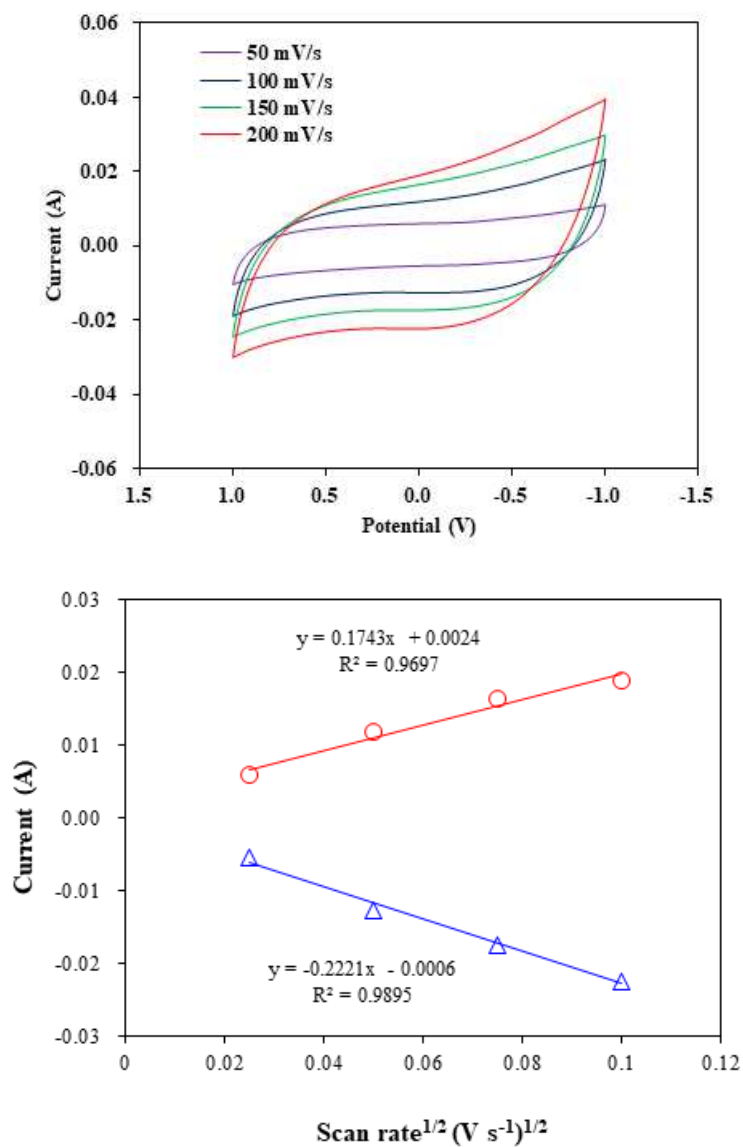 0.06
0.04
0.02
0.00
-0.02
-0.04
-0.06
Current (A)
50 mV/s
100 mV/s
150 mV/s
200 mV/s
1.5 1.0 0.5 0.0 -0.5 -1.0 -1.5
Potential (V)
0.03
0.02
0.01
0.00
-0.01
-0.02
-0.03
Current (A)
y = 0.1743x + 0.0024
R² = 0.9697
y = -0.2221x - 0.0006
R² = 0.9895
0 0.02 0.04 0.06 0.08 0.1 0.12
Scan rate¹/² (V s⁻¹)¹/²